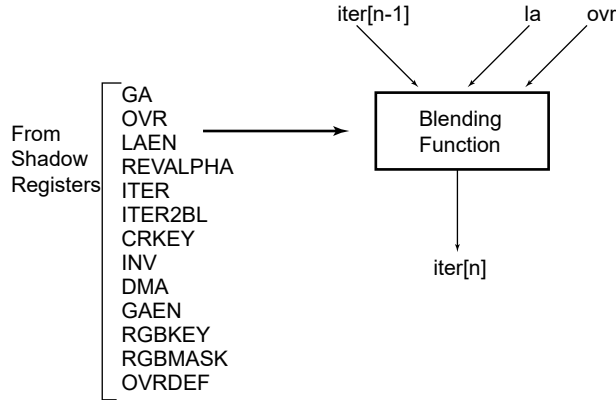 iter[n-1]
la
ovr
From
Shadow
Registers
GA
OVR
LAEN
REVALPHA
ITER
ITER2BL
CRKEY
INV
DMA
GAEN
RGBKEY
RGBMASK
OVRDEF
Blending
Function
iter[n]